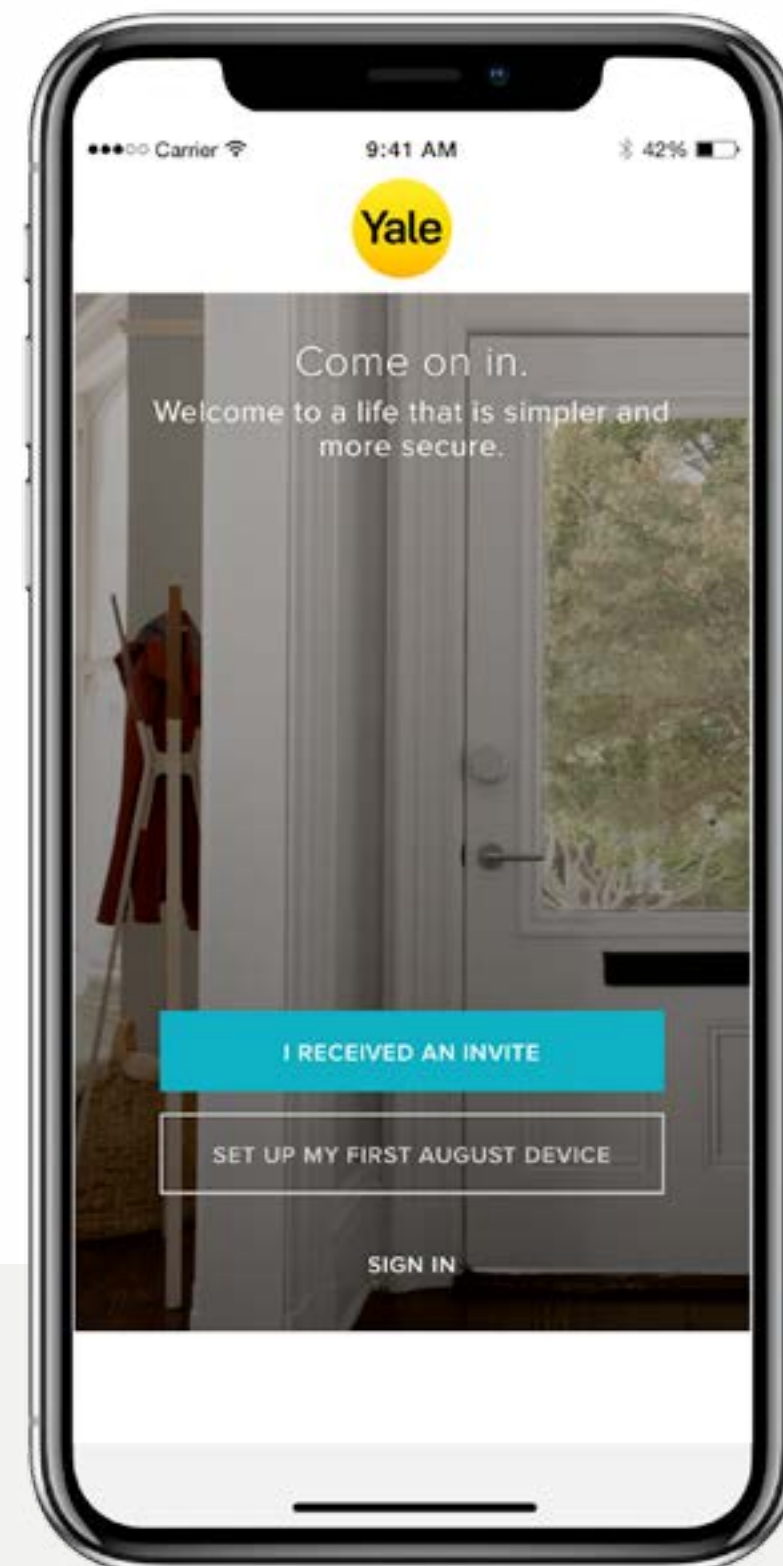 Carrier 9:41 AM 42%
Yale
Come on in.
Welcome to a life that is simpler and
more secure.
I RECEIVED AN INVITE
SET UP MY FIRST AUGUST DEVICE
SIGN IN